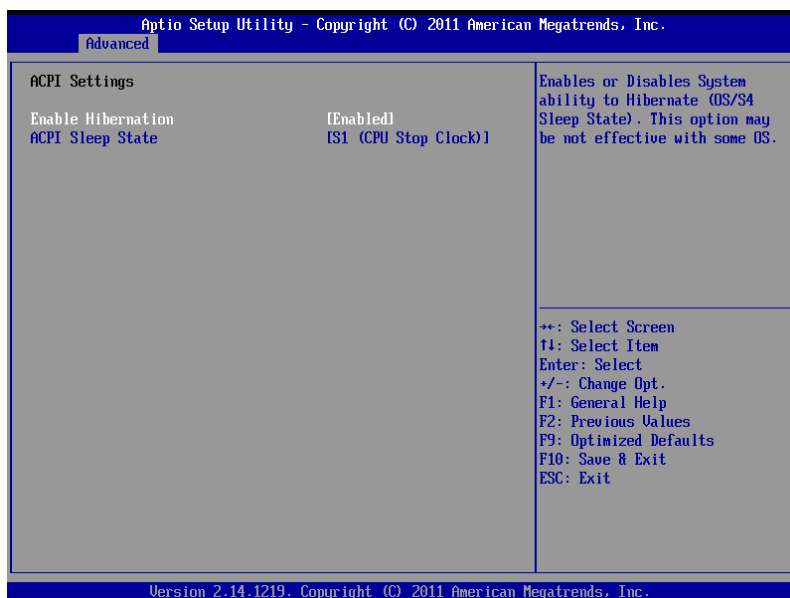 Aptio Setup Utility - Copyright (C) 2011 American Megatrends, Inc.
Advanced
ACPI Settings
Enable Hibernation [Enabled]
ACPI Sleep State [S1 (CPU Stop Clock)]
Enables or Disables System
ability to Hibernate (OS/S4
Sleep State). This option may
be not effective with some OS.
→←: Select Screen
↑↓: Select Item
Enter: Select
+/-: Change Opt.
F1: General Help
F2: Previous Values
F9: Optimized Defaults
F10: Save & Exit
ESC: Exit
Version 2.14.1219. Copyright (C) 2011 American Megatrends, Inc.